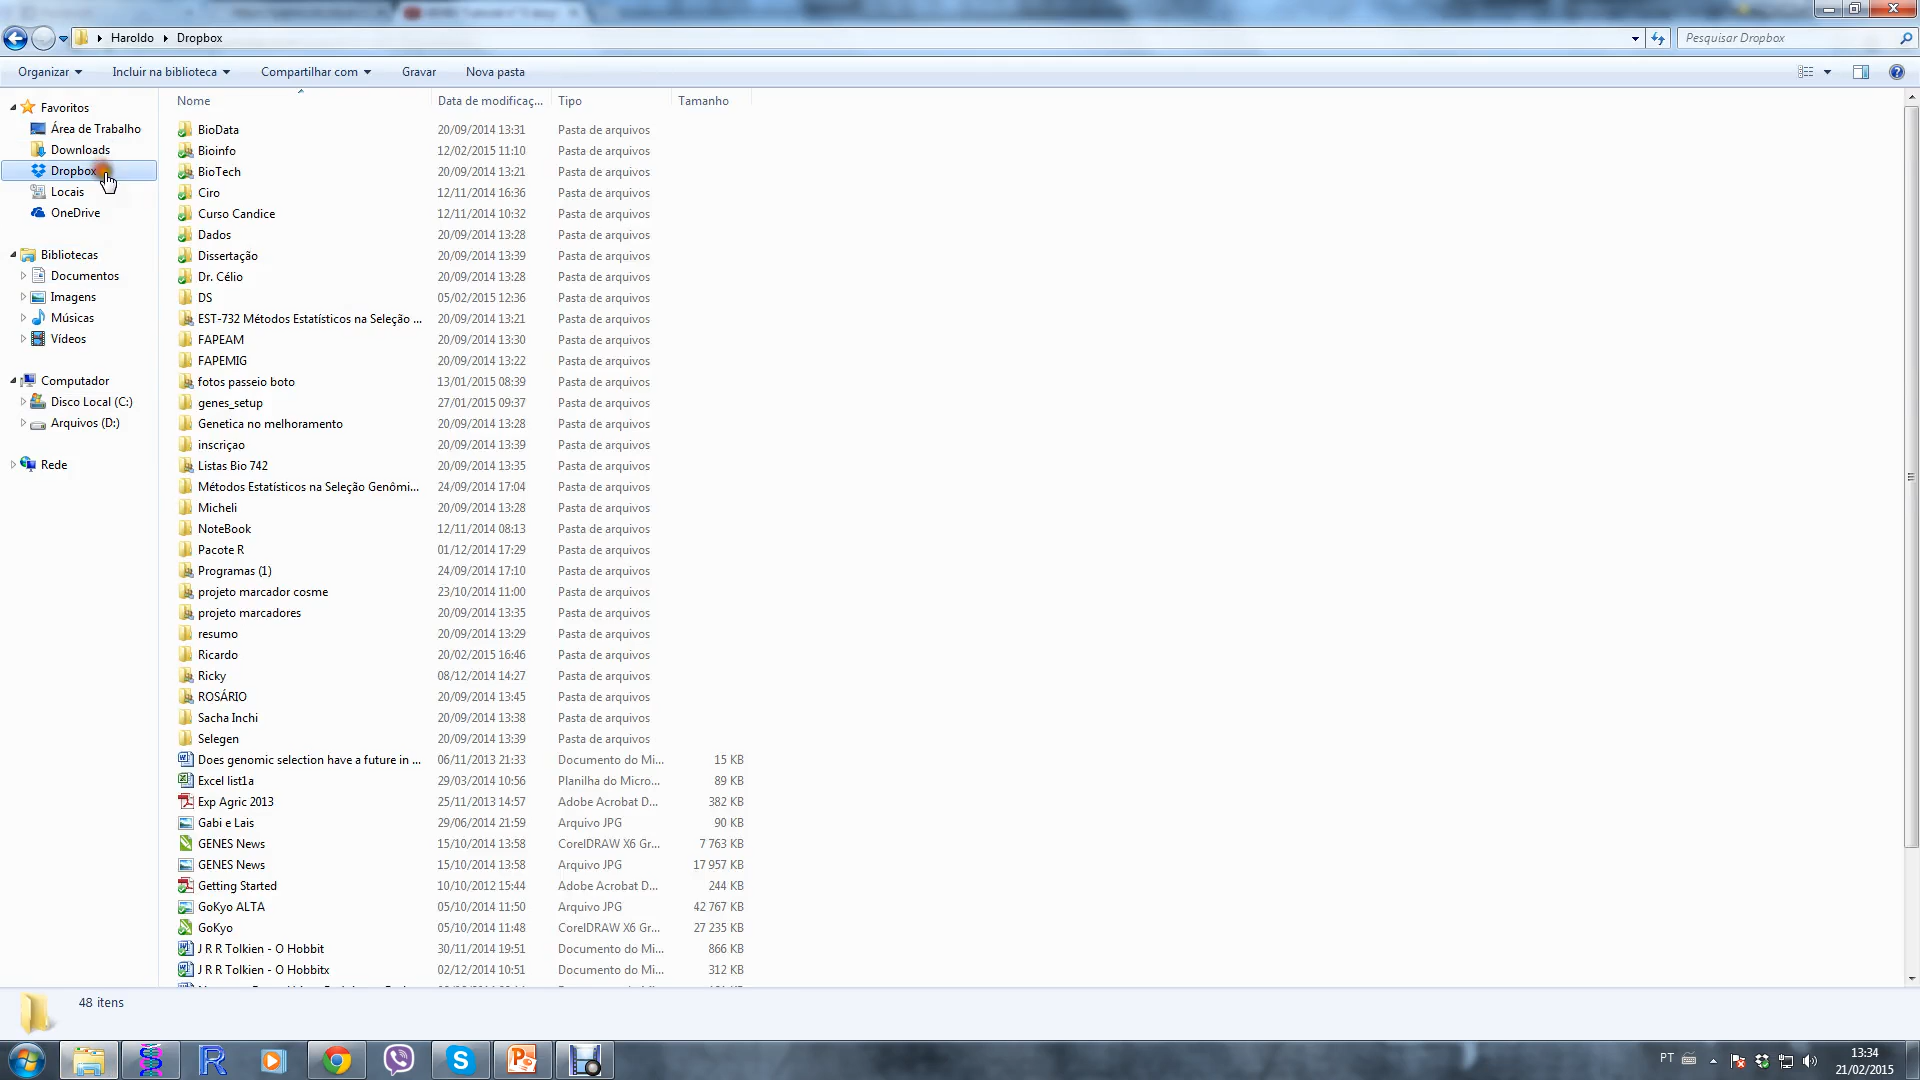 Haroldo Dropbox
Pesquisar Dropbox
Organizar Incluir na biblioteca Compartilhar com Gravar Nova pasta
Nome Data de modificaç... Tipo Tamanho
Favoritos
Área de Trabalho
Downloads
Dropbox
Locais
OneDrive
Bibliotecas
Documentos
Imagens
Músicas
Vídeos
Computador
Disco Local (C:)
Arquivos (D:)
Rede
BioData 20/09/2014 13:31 Pasta de arquivos
Bioinfo 12/02/2015 11:10 Pasta de arquivos
BioTech 20/09/2014 13:21 Pasta de arquivos
Ciro 12/11/2014 16:36 Pasta de arquivos
Curso Candice 12/11/2014 10:32 Pasta de arquivos
Dados 20/09/2014 13:28 Pasta de arquivos
Dissertação 20/09/2014 13:39 Pasta de arquivos
Dr. Célio 20/09/2014 13:28 Pasta de arquivos
DS 05/02/2015 12:36 Pasta de arquivos
EST-732 Métodos Estatísticos na Seleção ... 20/09/2014 13:21 Pasta de arquivos
FAPEAM 20/09/2014 13:30 Pasta de arquivos
FAPEMIG 20/09/2014 13:22 Pasta de arquivos
fotos passeio boto 13/01/2015 08:39 Pasta de arquivos
genes_setup 27/01/2015 09:37 Pasta de arquivos
Genetica no melhoramento 20/09/2014 13:28 Pasta de arquivos
inscriçao 20/09/2014 13:39 Pasta de arquivos
Listas Bio 742 20/09/2014 13:35 Pasta de arquivos
Métodos Estatísticos na Seleção Genômi... 24/09/2014 17:04 Pasta de arquivos
Micheli 20/09/2014 13:28 Pasta de arquivos
NoteBook 12/11/2014 08:13 Pasta de arquivos
Pacote R 01/12/2014 17:29 Pasta de arquivos
Programas (1) 24/09/2014 17:10 Pasta de arquivos
projeto marcador cosme 23/10/2014 11:00 Pasta de arquivos
projeto marcadores 20/09/2014 13:35 Pasta de arquivos
resumo 20/09/2014 13:29 Pasta de arquivos
Ricardo 20/02/2015 16:46 Pasta de arquivos
Ricky 08/12/2014 14:27 Pasta de arquivos
ROSÁRIO 20/09/2014 13:45 Pasta de arquivos
Sacha Inchi 20/09/2014 13:38 Pasta de arquivos
Selegen 20/09/2014 13:39 Pasta de arquivos
Does genomic selection have a future in ... 06/11/2013 21:33 Documento do Mi... 15 KB
Excel list1a 29/03/2014 10:56 Planilha do Micro... 89 KB
Exp Agric 2013 25/11/2013 14:57 Adobe Acrobat D... 382 KB
Gabi e Lais 29/06/2014 21:59 Arquivo JPG 90 KB
GENES News 15/10/2014 13:58 CorelDRAW X6 Gr... 7 763 KB
GENES News 15/10/2014 13:58 Arquivo JPG 17 957 KB
Getting Started 10/10/2012 15:44 Adobe Acrobat D... 244 KB
GoKyo ALTA 05/10/2014 11:50 Arquivo JPG 42 767 KB
GoKyo 05/10/2014 11:48 CorelDRAW X6 Gr... 27 235 KB
J R R Tolkien - O Hobbit 30/11/2014 19:51 Documento do Mi... 866 KB
J R R Tolkien - O Hobbitx 02/12/2014 10:51 Documento do Mi... 312 KB
48 itens
PT
13:34
21/02/2015